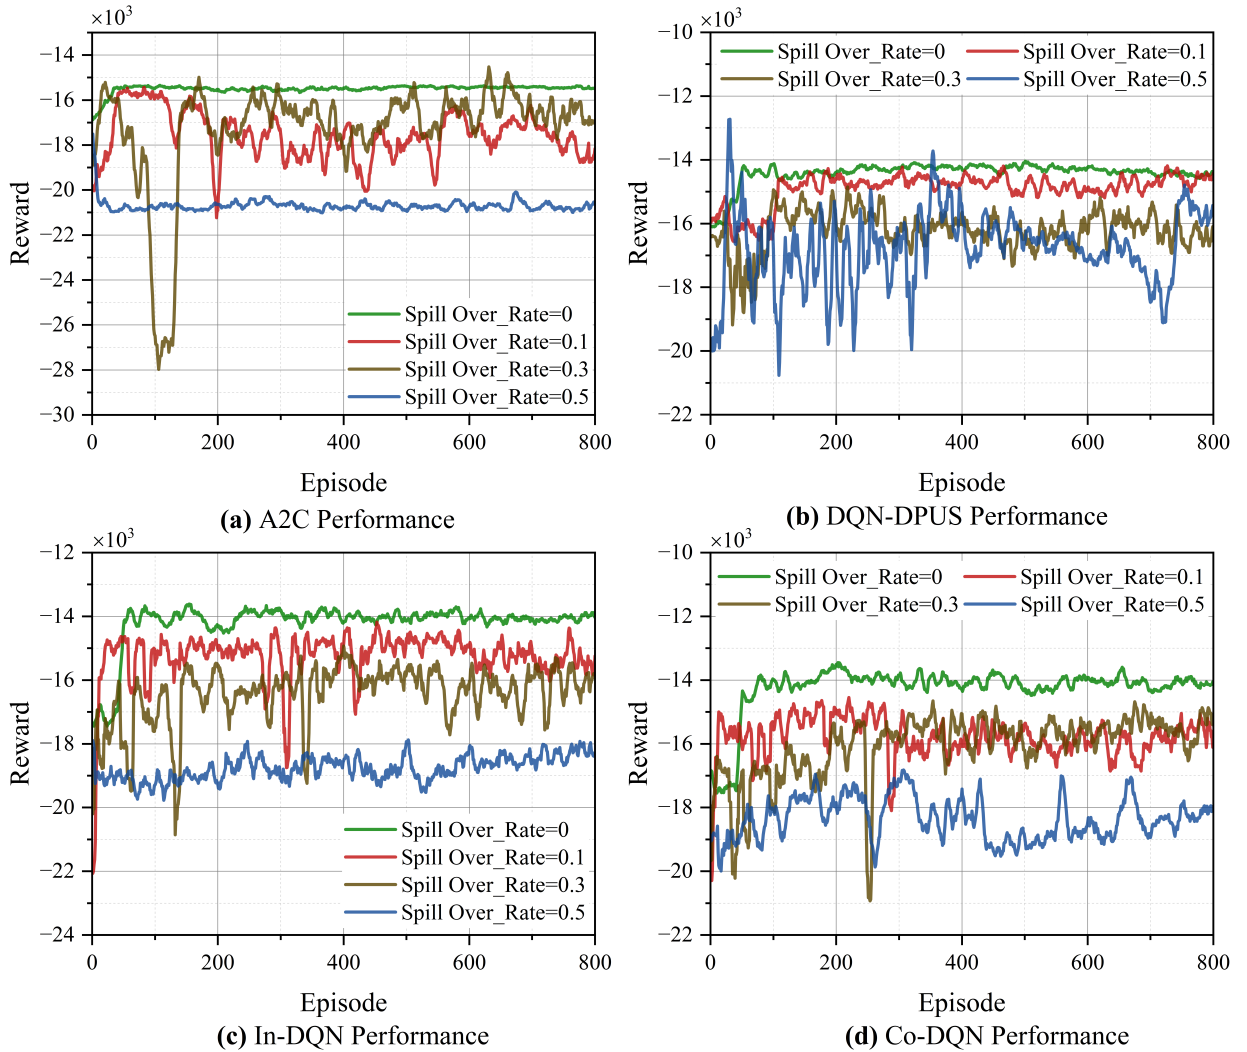 ×10³
−14
−16
−18
−20
−22
−24
−26
−28
−30
Reward
0
200
400
600
800
Episode
Spill Over_Rate=0
Spill Over_Rate=0.1
Spill Over_Rate=0.3
Spill Over_Rate=0.5
(a) A2C Performance
×10³
−10
−12
−14
−16
−18
−20
−22
Reward
0
200
400
600
800
Episode
Spill Over_Rate=0
Spill Over_Rate=0.1
Spill Over_Rate=0.3
Spill Over_Rate=0.5
(b) DQN-DPUS Performance
×10³
−12
−14
−16
−18
−20
−22
−24
Reward
0
200
400
600
800
Episode
Spill Over_Rate=0
Spill Over_Rate=0.1
Spill Over_Rate=0.3
Spill Over_Rate=0.5
(c) In-DQN Performance
×10³
−10
−12
−14
−16
−18
−20
−22
Reward
0
200
400
600
800
Episode
Spill Over_Rate=0
Spill Over_Rate=0.1
Spill Over_Rate=0.3
Spill Over_Rate=0.5
(d) Co-DQN Performance